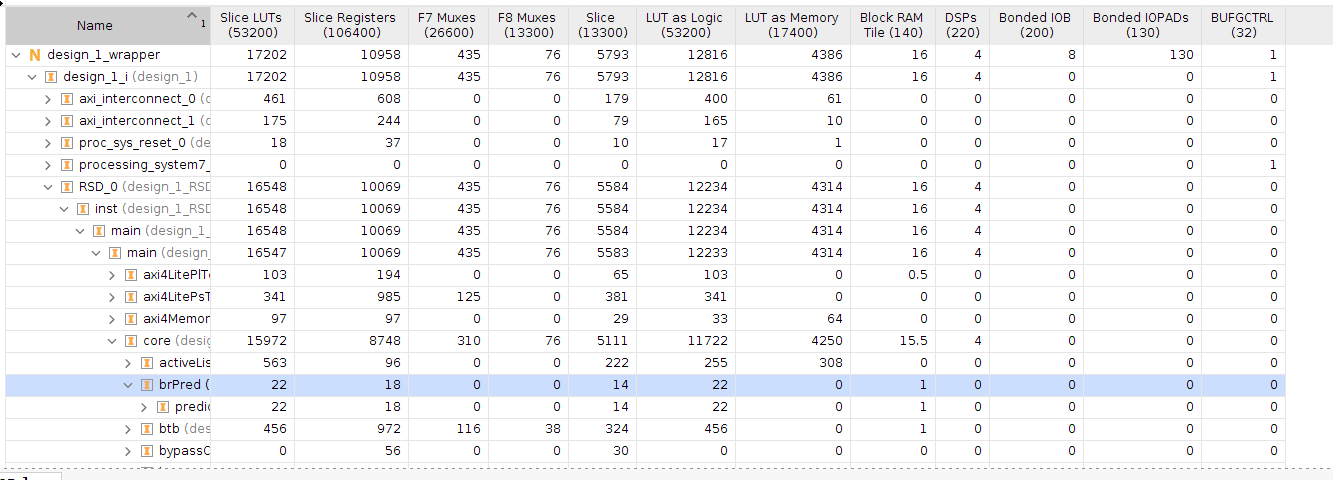 Name 1 Slice LUTs (53200) Slice Registers (106400) F7 Muxes (26600) F8 Muxes (13300) Slice (13300) LUT as Logic (53200) LUT as Memory (17400) Block RAM Tile (140) DSPs (220) Bonded IOB (200) Bonded IOPADs (130) BUFGCTRL (32)
N design_1_wrapper 17202 10958 435 76 5793 12816 4386 16 4 8 130 1
I design_1_i (design_1) 17202 10958 435 76 5793 12816 4386 16 4 0 0 1
I axi_interconnect_0 (d 461 608 0 0 179 400 61 0 0 0 0 0
I axi_interconnect_1 (d 175 244 0 0 79 165 10 0 0 0 0 0
I proc_sys_reset_0 (de 18 37 0 0 10 17 1 0 0 0 0 0
I processing_system7_ 0 0 0 0 0 0 0 0 0 0 0 1
I RSD_0 (design_1_RSD 16548 10069 435 76 5584 12234 4314 16 4 0 0 0
I inst (design_1_RSD 16548 10069 435 76 5584 12234 4314 16 4 0 0 0
I main (design_1_ 16548 10069 435 76 5584 12234 4314 16 4 0 0 0
I main (design_ 16547 10069 435 76 5583 12233 4314 16 4 0 0 0
I axi4LitePlT 103 194 0 0 65 103 0 0.5 0 0 0 0
I axi4LitePsT 341 985 125 0 381 341 0 0 0 0 0 0
I axi4Memor 97 97 0 0 29 33 64 0 0 0 0 0
I core (desig 15972 8748 310 76 5111 11722 4250 15.5 4 0 0 0
I activeLis 563 96 0 0 222 255 308 0 0 0 0 0
I brPred ( 22 18 0 0 14 22 0 1 0 0 0 0
I predic 22 18 0 0 14 22 0 1 0 0 0 0
I btb (des 456 972 116 38 324 456 0 1 0 0 0 0
I bypassC 0 56 0 0 30 0 0 0 0 0 0 0